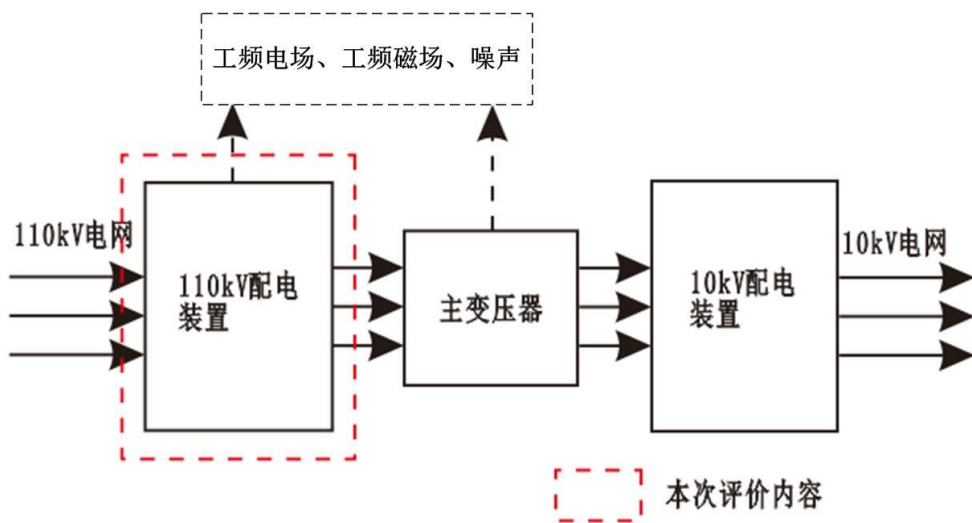 工频电场、工频磁场、噪声
110kV电网
110kV配电
装置
主变压器
10kV配电
装置
10kV电网
本次评价内容